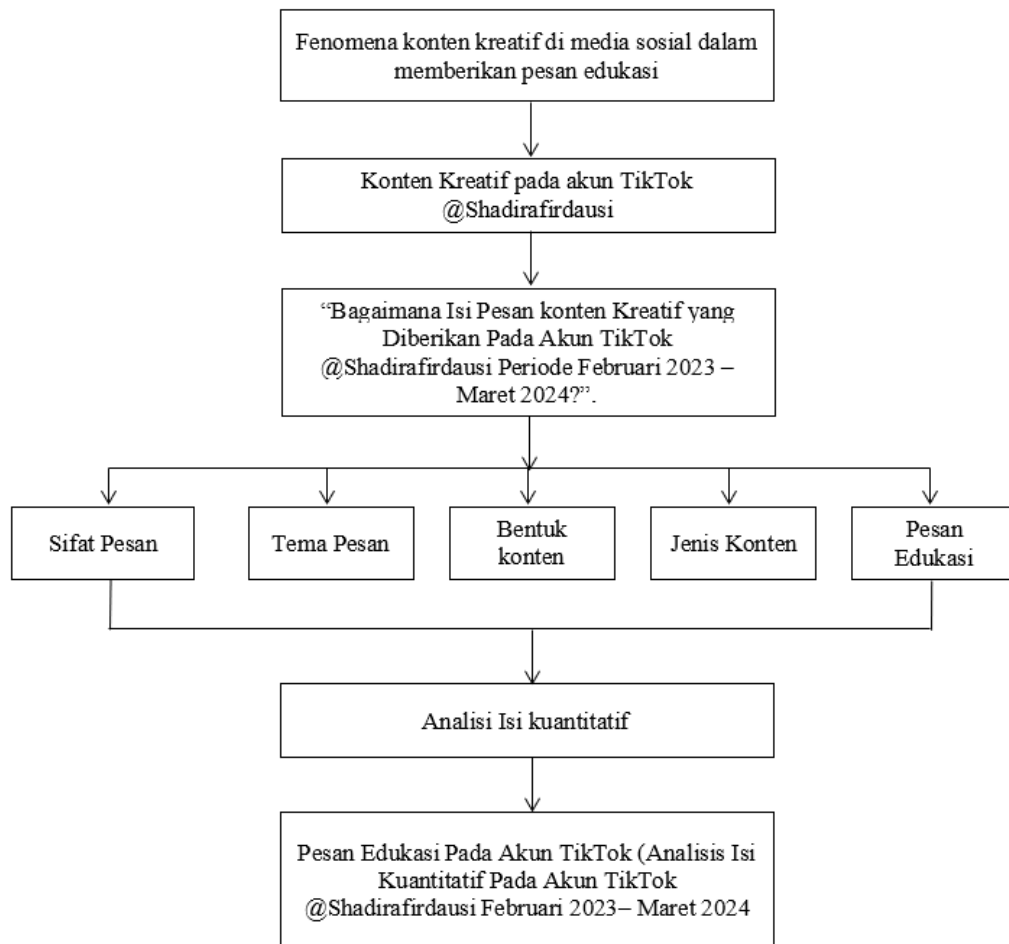 Fenomena konten kreatif di media sosial dalam
memberikan pesan edukasi
Konten Kreatif pada akun TikTok
@Shadirafirdausi
“Bagaimana Isi Pesan konten Kreatif yang
Diberikan Pada Akun TikTok
@Shadirafirdausi Periode Februari 2023 –
Maret 2024?”.
Sifat Pesan
Tema Pesan
Bentuk
konten
Jenis Konten
Pesan
Edukasi
Analisi Isi kuantitatif
Pesan Edukasi Pada Akun TikTok (Analisis Isi
Kuantitatif Pada Akun TikTok
@Shadirafirdausi Februari 2023– Maret 2024